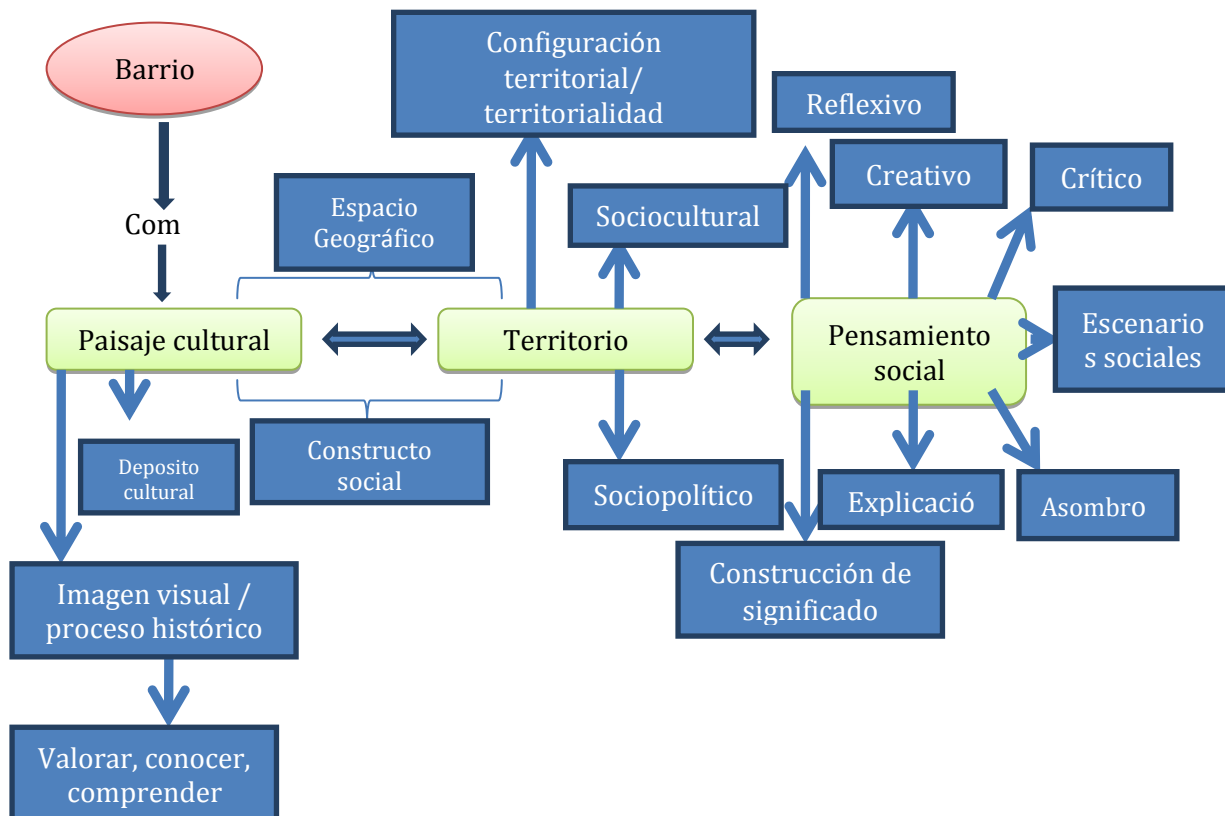 Barrio
Com
Configuración
territorial/
territorialidad
Reflexivo
Creativo
Crítico
Espacio
Geográfico
Sociocultural
Paisaje cultural
Territorio
Pensamiento
social
Escenario
s sociales
Deposito
cultural
Constructo
social
Sociopolítico
Explicació
Asombro
Imagen visual /
proceso histórico
Construcción de
significado
Valorar, conocer,
comprender